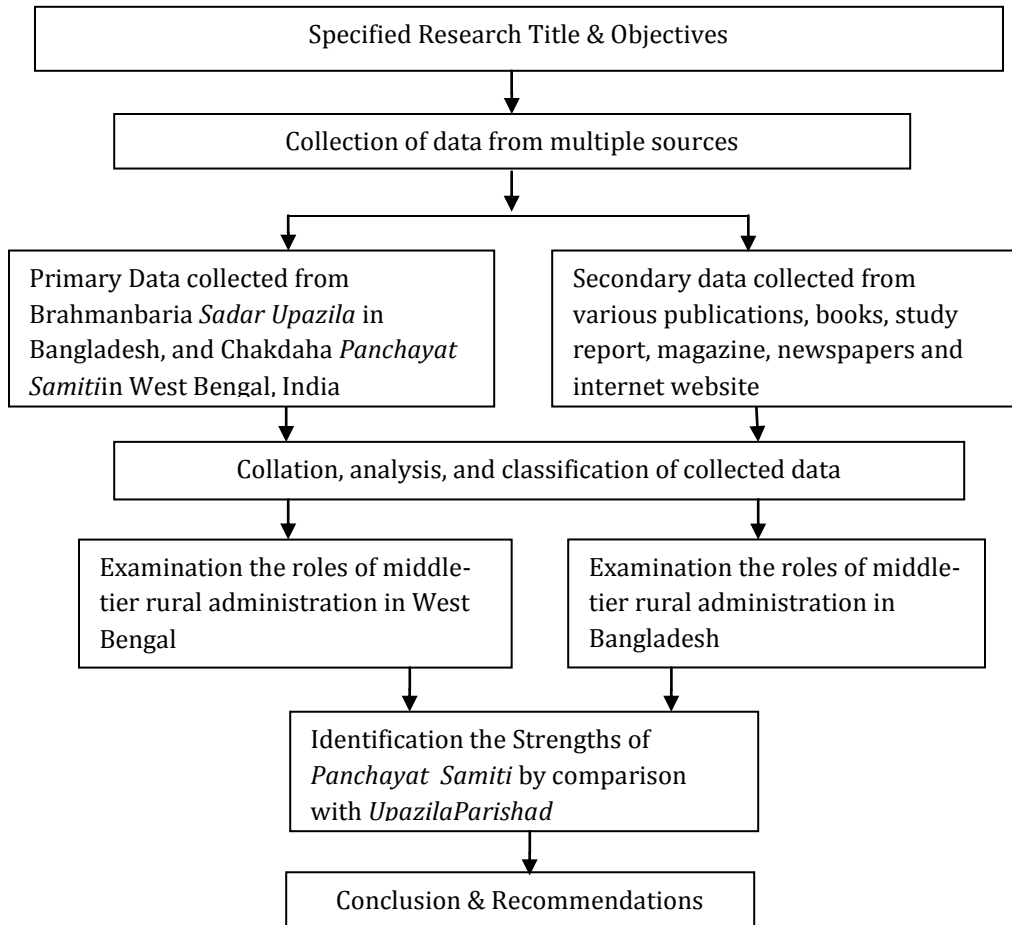 Specified Research Title & Objectives
Collection of data from multiple sources
Primary Data collected from
Brahmanbaria Sadar Upazila in
Bangladesh, and Chakdaha Panchayat
Samitiin West Bengal, India
Secondary data collected from
various publications, books, study
report, magazine, newspapers and
internet website
Collation, analysis, and classification of collected data
Examination the roles of middle-
tier rural administration in West
Bengal
Examination the roles of middle-
tier rural administration in
Bangladesh
Identification the Strengths of
Panchayat Samiti by comparison
with UpazilaParishad
Conclusion & Recommendations